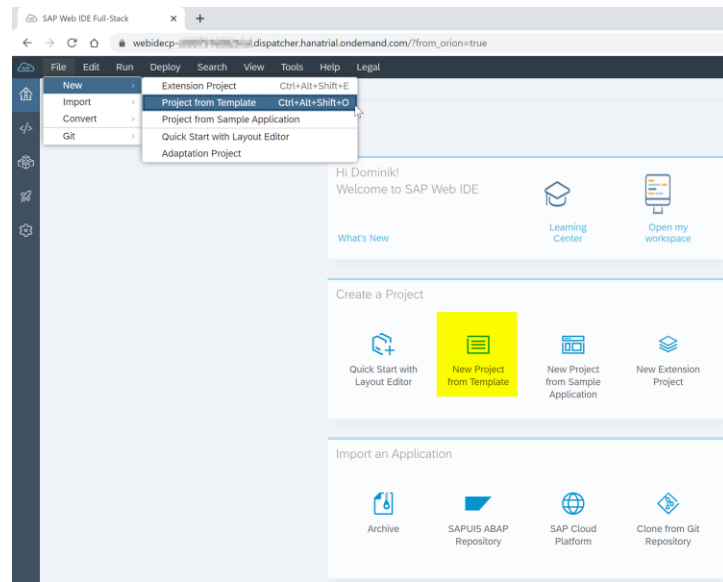 SAP Web IDE Full-Stack
webidecp-
.dispatcher.hanatrial.ondemand.com/?from_orion=true
File Edit Run Deploy Search View Tools Help Legal
New
Import
Convert
Git
Extension Project Ctrl+Alt+Shift+E
Project from Template Ctrl+Alt+Shift+O
Project from Sample Application
Quick Start with Layout Editor
Adaptation Project
Hi Dominik!
Welcome to SAP Web IDE
What's New
Learning
Center
Open my
workspace
Create a Project
Quick Start with
Layout Editor
New Project
from Template
New Project
from Sample
Application
New Extension
Project
Import an Application
Archive
SAPUI5 ABAP
Repository
SAP Cloud
Platform
Clone from Git
Repository